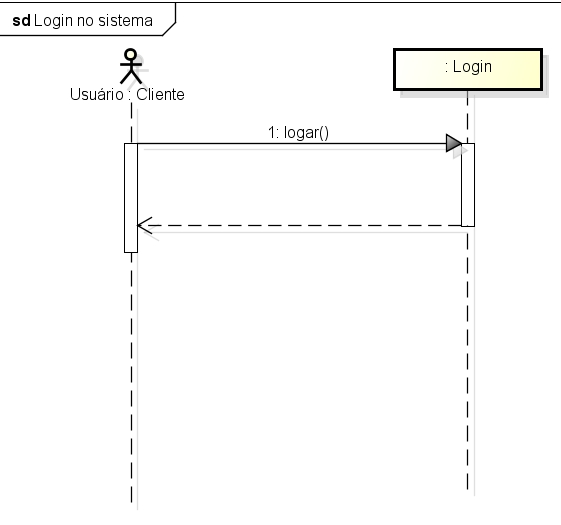 sd Login no sistema
Usuário : Cliente
: Login
1: logar()